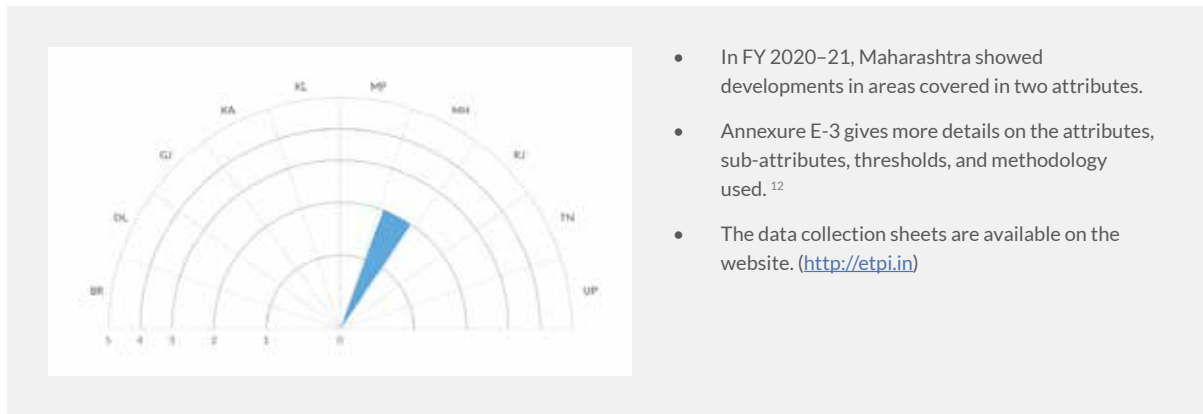 KL MP
KA MH
GJ RJ
DL TN
BR UP
5 4 3 2 1 0
• In FY 2020–21, Maharashtra showed
developments in areas covered in two attributes.
• Annexure E-3 gives more details on the attributes,
sub-attributes, thresholds, and methodology
used. 12
• The data collection sheets are available on the
website. (http://etpi.in)